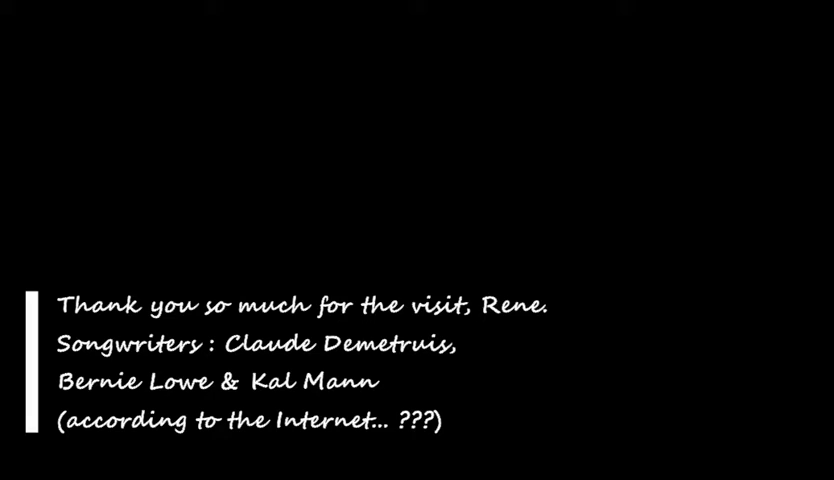 Thank you so much for the visit, Rene.
Songwriters : Claude Demetruis,
Bernie Lowe & Kal Mann
(according to the Internet... ???)